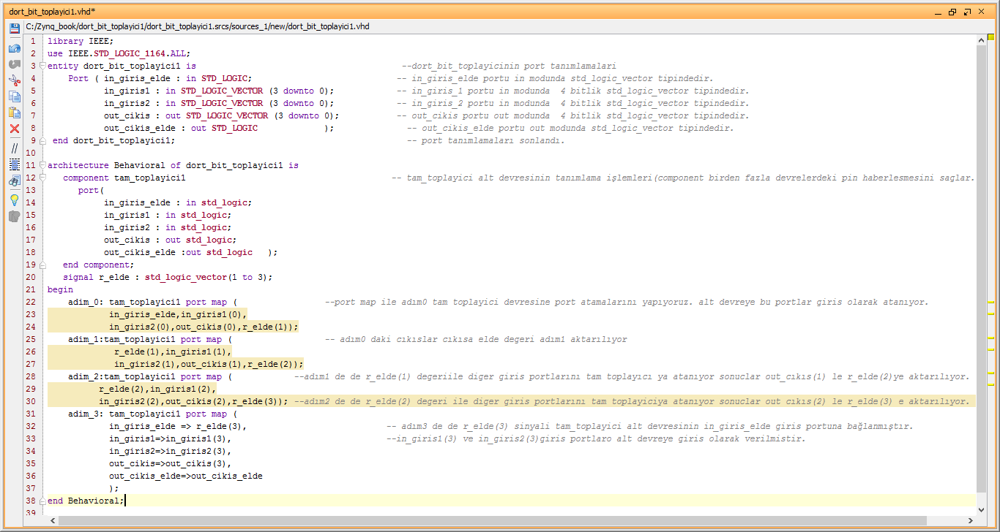 dort_bit_toplayici1.vhd*
C:/Zynq_book/dort_bit_toplayici1/dort_bit_toplayici1.srcs/sources_1/new/dort_bit_toplayici1.vhd
1 library IEEE;
2 use IEEE.STD_LOGIC_1164.ALL;
3 entity dort_bit_toplayici1 is --dort_bit_toplayicinin port tanımlamalari
4 Port ( in_giris_elde : in STD_LOGIC; -- in_giris_elde portu in modunda std_logic_vector tipindedir.
5 in_giris1 : in STD_LOGIC_VECTOR (3 downto 0); -- in_giris_1 portu in modunda 4 bitlik std_logic_vector tipindedir.
6 in_giris2 : in STD_LOGIC_VECTOR (3 downto 0); -- in_giris_2 portu in modunda 4 bitlik std_logic_vector tipindedir.
7 out_cikis : out STD_LOGIC_VECTOR (3 downto 0); -- out_cikis portu out modunda 4 bitlik std_logic_vector tipindedir.
8 out_cikis_elde : out STD_LOGIC ); -- out_cikis_elde portu out modunda std_logic_vector tipindedir.
9 end dort_bit_toplayici1; -- port tanımlamaları sonlandı.
10
11 architecture Behavioral of dort_bit_toplayici1 is
12 component tam_toplayici1 -- tam_toplayici alt devresinin tanımlama işlemleri(component birden fazla devrelerdeki pin haberlesmesini saglar.
13 port(
14 in_giris_elde : in std_logic;
15 in_giris1 : in std_logic;
16 in_giris2 : in std_logic;
17 out_cikis : out std_logic;
18 out_cikis_elde :out std_logic );
19 end component;
20 signal r_elde : std_logic_vector(1 to 3);
21 begin
22 adim_0: tam_toplayici1 port map ( --port map ile adım0 tam toplayici devresine port atamalarını yapıyoruz. alt devreye bu portlar giris olarak atanıyor.
23 in_giris_elde,in_giris1(0),
24 in_giris2(0),out_cikis(0),r_elde(1));
25 adim_1:tam_toplayici1 port map ( -- adım0 daki cıkıslar cıkısa elde degeri adım1 aktarılıyor
26 r_elde(1),in_giris1(1),
27 in_giris2(1),out_cikis(1),r_elde(2));
28 adim_2:tam_toplayici1 port map ( --adım1 de de r_elde(1) degeriile diger giris portlarını tam toplayıcı ya atanıyor sonuclar out_cıkıs(1) le r_elde(2)ye aktarılıyor.
29 r_elde(2),in_giris1(2),
30 in_giris2(2),out_cikis(2),r_elde(3)); --adım2 de de r_elde(2) degeri ile diger giris portlarını tam toplayiciya atanıyor sonuclar out cıkıs(2) le r_elde(3) e aktarılıyor.
31 adim_3: tam_toplayici1 port map (
32 in_giris_elde => r_elde(3), -- adım3 de de r_elde(3) sinyali tam_toplayici alt devresinin in_giris_elde giris portuna bağlanmıştır.
33 in_giris1=>in_giris1(3), --in_giris1(3) ve in_giris2(3)giris portlaro alt devreye giris olarak verilmistir.
34 in_giris2=>in_giris2(3),
35 out_cikis=>out_cikis(3),
36 out_cikis_elde=>out_cikis_elde
37 );
38 end Behavioral;
39